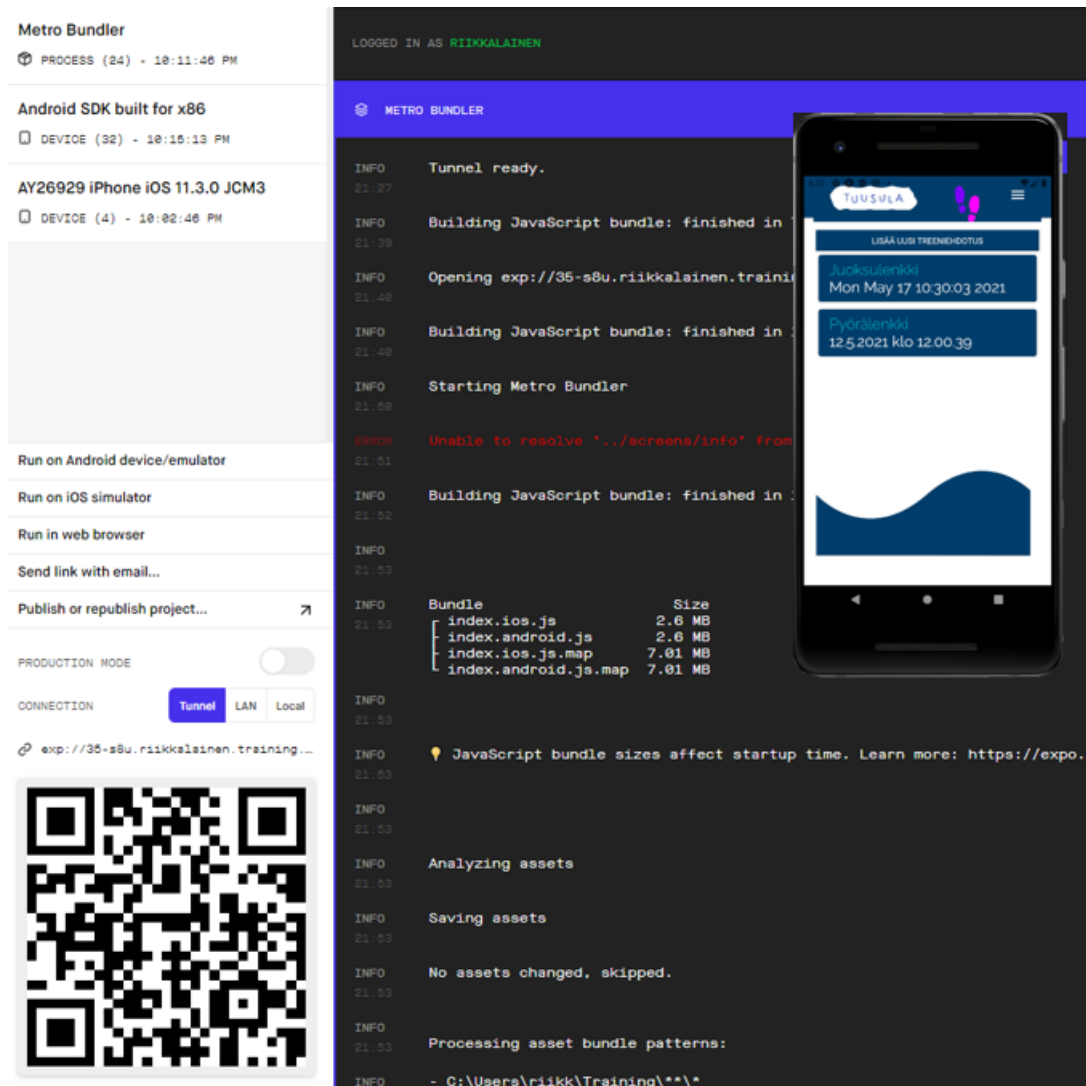 Metro Bundler
PROCESS (24) - 10:11:46 PM
Android SDK built for x86
DEVICE (32) - 10:15:13 PM
AY26929 iPhone iOS 11.3.0 JCM3
DEVICE (4) - 10:02:46 PM
Run on Android device/emulator
Run on iOS simulator
Run in web browser
Send link with email...
Publish or republish project...
PRODUCTION MODE
CONNECTION
Tunnel LAN Local
exp://35-s8u.riikkalainen.training....
LOGGED IN AS RIIKKALAINEN
METRO BUNDLER
INFO Tunnel ready.
21:27
INFO Building JavaScript bundle: finished in
21:39
INFO Opening exp://35-s8u.riikkalainen.traini
21:40
INFO Building JavaScript bundle: finished in
21:40
INFO Starting Metro Bundler
21:50
ERROR Unable to resolve "../screens/info" from
21:51
INFO Building JavaScript bundle: finished in
21:52
INFO
21:53
INFO Bundle Size
21:53
index.ios.js 2.6 MB
index.android.js 2.6 MB
index.ios.js.map 7.01 MB
index.android.js.map 7.01 MB
INFO
21:53
INFO JavaScript bundle sizes affect startup time. Learn more: https://expo.
21:53
INFO
21:53
INFO Analyzing assets
21:53
INFO Saving assets
21:53
INFO No assets changed, skipped.
21:53
INFO Processing asset bundle patterns:
21:53
INFO - C:\Users\riikk\Training\**\*
TUUSULA
LISÄÄ UUSI TREENIEHDOTUS
Juoksulenkki
Mon May 17 10:30:03 2021
Pyörälenkki
12.5.2021 klo 12.00.39